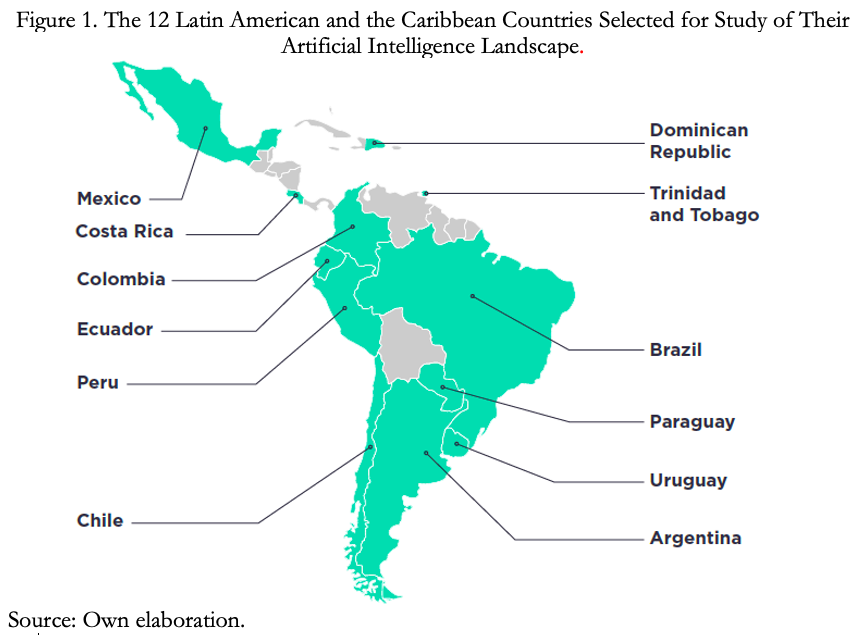 Figure 1. The 12 Latin American and the Caribbean Countries Selected for Study of Their
Artificial Intelligence Landscape.
Dominican
Republic
Trinidad
and Tobago
Mexico
Costa Rica
Colombia
Ecuador
Peru
Chile
Brazil
Paraguay
Uruguay
Argentina
Source: Own elaboration.